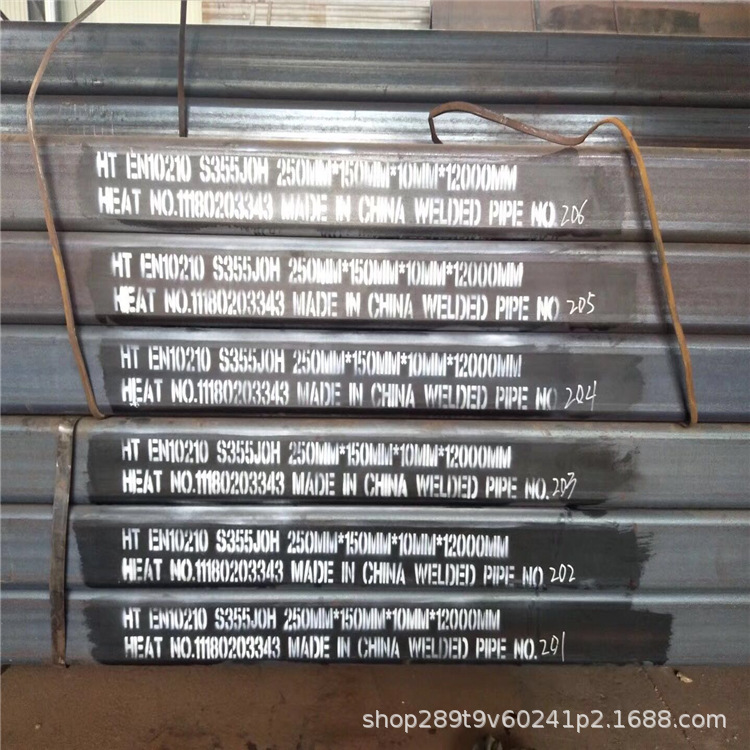 HT EN10210 S355J0H 250MM*150MM*10MM*12000MM
HEAT NO.11180203343 MADE IN CHINA WELDED PIPE NO. 206
HT EN10210 S355J0H 250MM*150MM*10MM*12000MM
HEAT NO.11180203343 MADE IN CHINA WELDED PIPE NO 205
HT EN10210 S355J0H 250MM*150MM*10MM*12000MM
HEAT NO.11180203343 MADE IN CHINA WELDED PIPE NO. 204
HT EN10210 S355J0H 250MM*150MM*10MM*12000MM
HEAT NO.11180203343 MADE IN CHINA WELDED PIPE NO. 203
HT EN10210 S355J0H 250MM*150MM*10MM*12000MM
HEAT NO.11180203343 MADE IN CHINA WELDED PIPE NO 202
HT EN10210 S355J0H 250MM*150MM*10MM*12000MM
HEAT NO.11180203343 MADE IN CHINA WELDED PIPE NO. 201
shop289t9v60241p2.1688.com